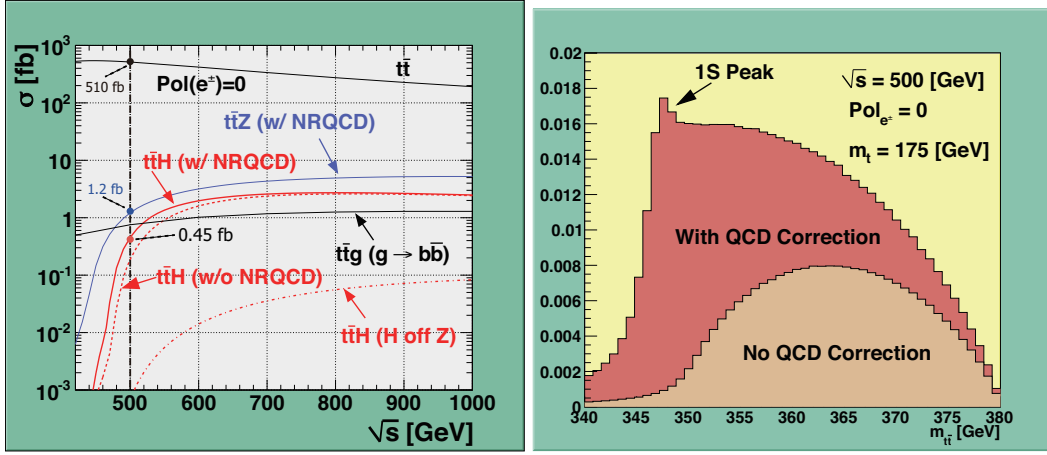 σ [fb]
10³
10²
10
1
10⁻¹
10⁻²
10⁻³
510 fb
Pol(e±)=0
tt̄
tt̄Z (w/ NRQCD)
tt̄H (w/ NRQCD)
1.2 fb
0.45 fb
tt̄g (g → bb̄)
tt̄H (w/o NRQCD)
tt̄H (H off Z)
500 600 700 800 900 1000
√s [GeV]
0.02
0.018
0.016
0.014
0.012
0.01
0.008
0.006
0.004
0.002
0
1S Peak
√s = 500 [GeV]
Pol e± = 0
mt = 175 [GeV]
With QCD Correction
No QCD Correction
340 345 350 355 360 365 370 375 380
mtt̄ [GeV]